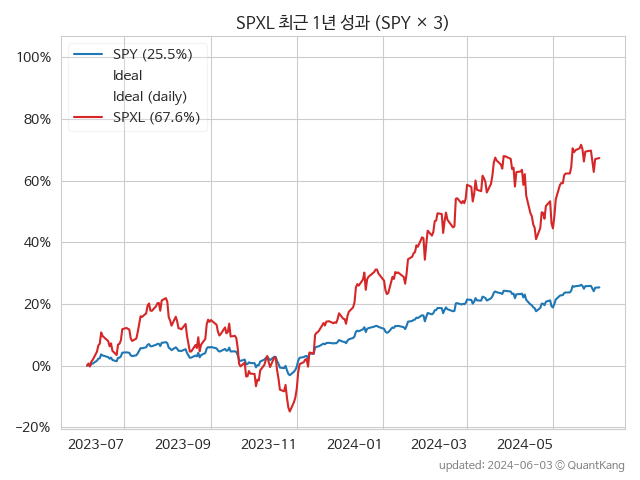 SPXL 최근 1년 성과 (SPY × 3)
100%
80%
60%
40%
20%
0%
−20%
SPY (25.5%)
Ideal
Ideal (daily)
SPXL (67.6%)
2023-07 2023-09 2023-11 2024-01 2024-03 2024-05
updated: 2024-06-03 ⓒ QuantKang